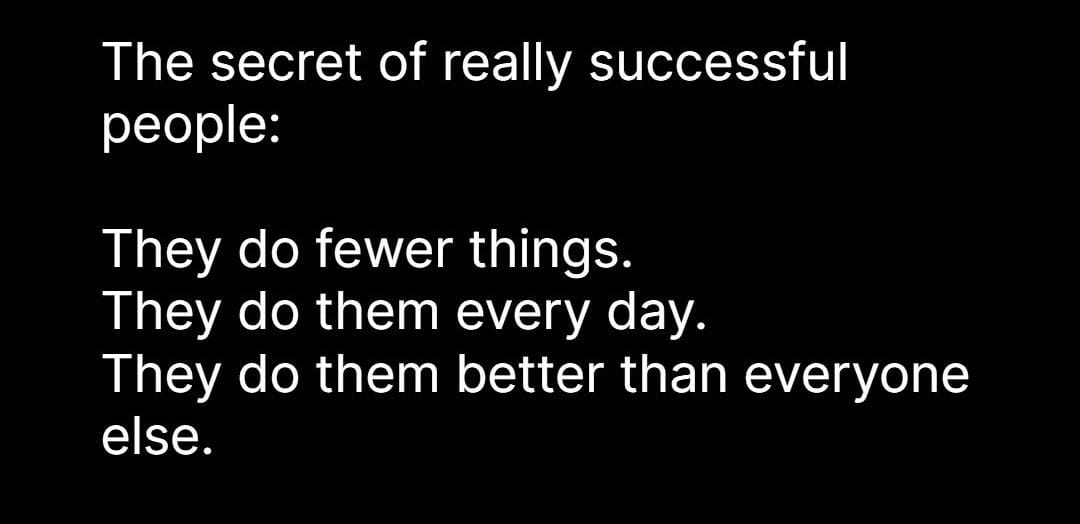 The secret of really successful
people:
They do fewer things.
They do them every day.
They do them better than everyone
else.